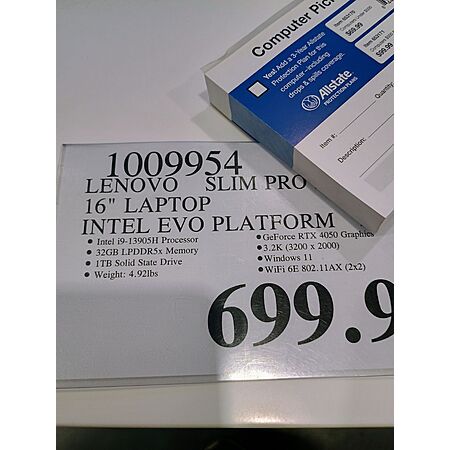 Computer Pic
Yes! Add a 3-Year Allstate
Protection Plan for this
computer—including
drops & spills coverage.
Allstate
PROTECTION PLANS
$69.99
$99.99
Item #:
Quantity
Description:
1009954
LENOVO SLIM PRO
16" LAPTOP
INTEL EVO PLATFORM
• Intel i9-13905H Processor
• 32GB LPDDR5x Memory
• 1TB Solid State Drive
• Weight: 4.92lbs
• GeForce RTX 4050 Graphics
• 3.2K (3200 x 2000)
• Windows 11
• WiFi 6E 802.11AX (2x2)
699.9